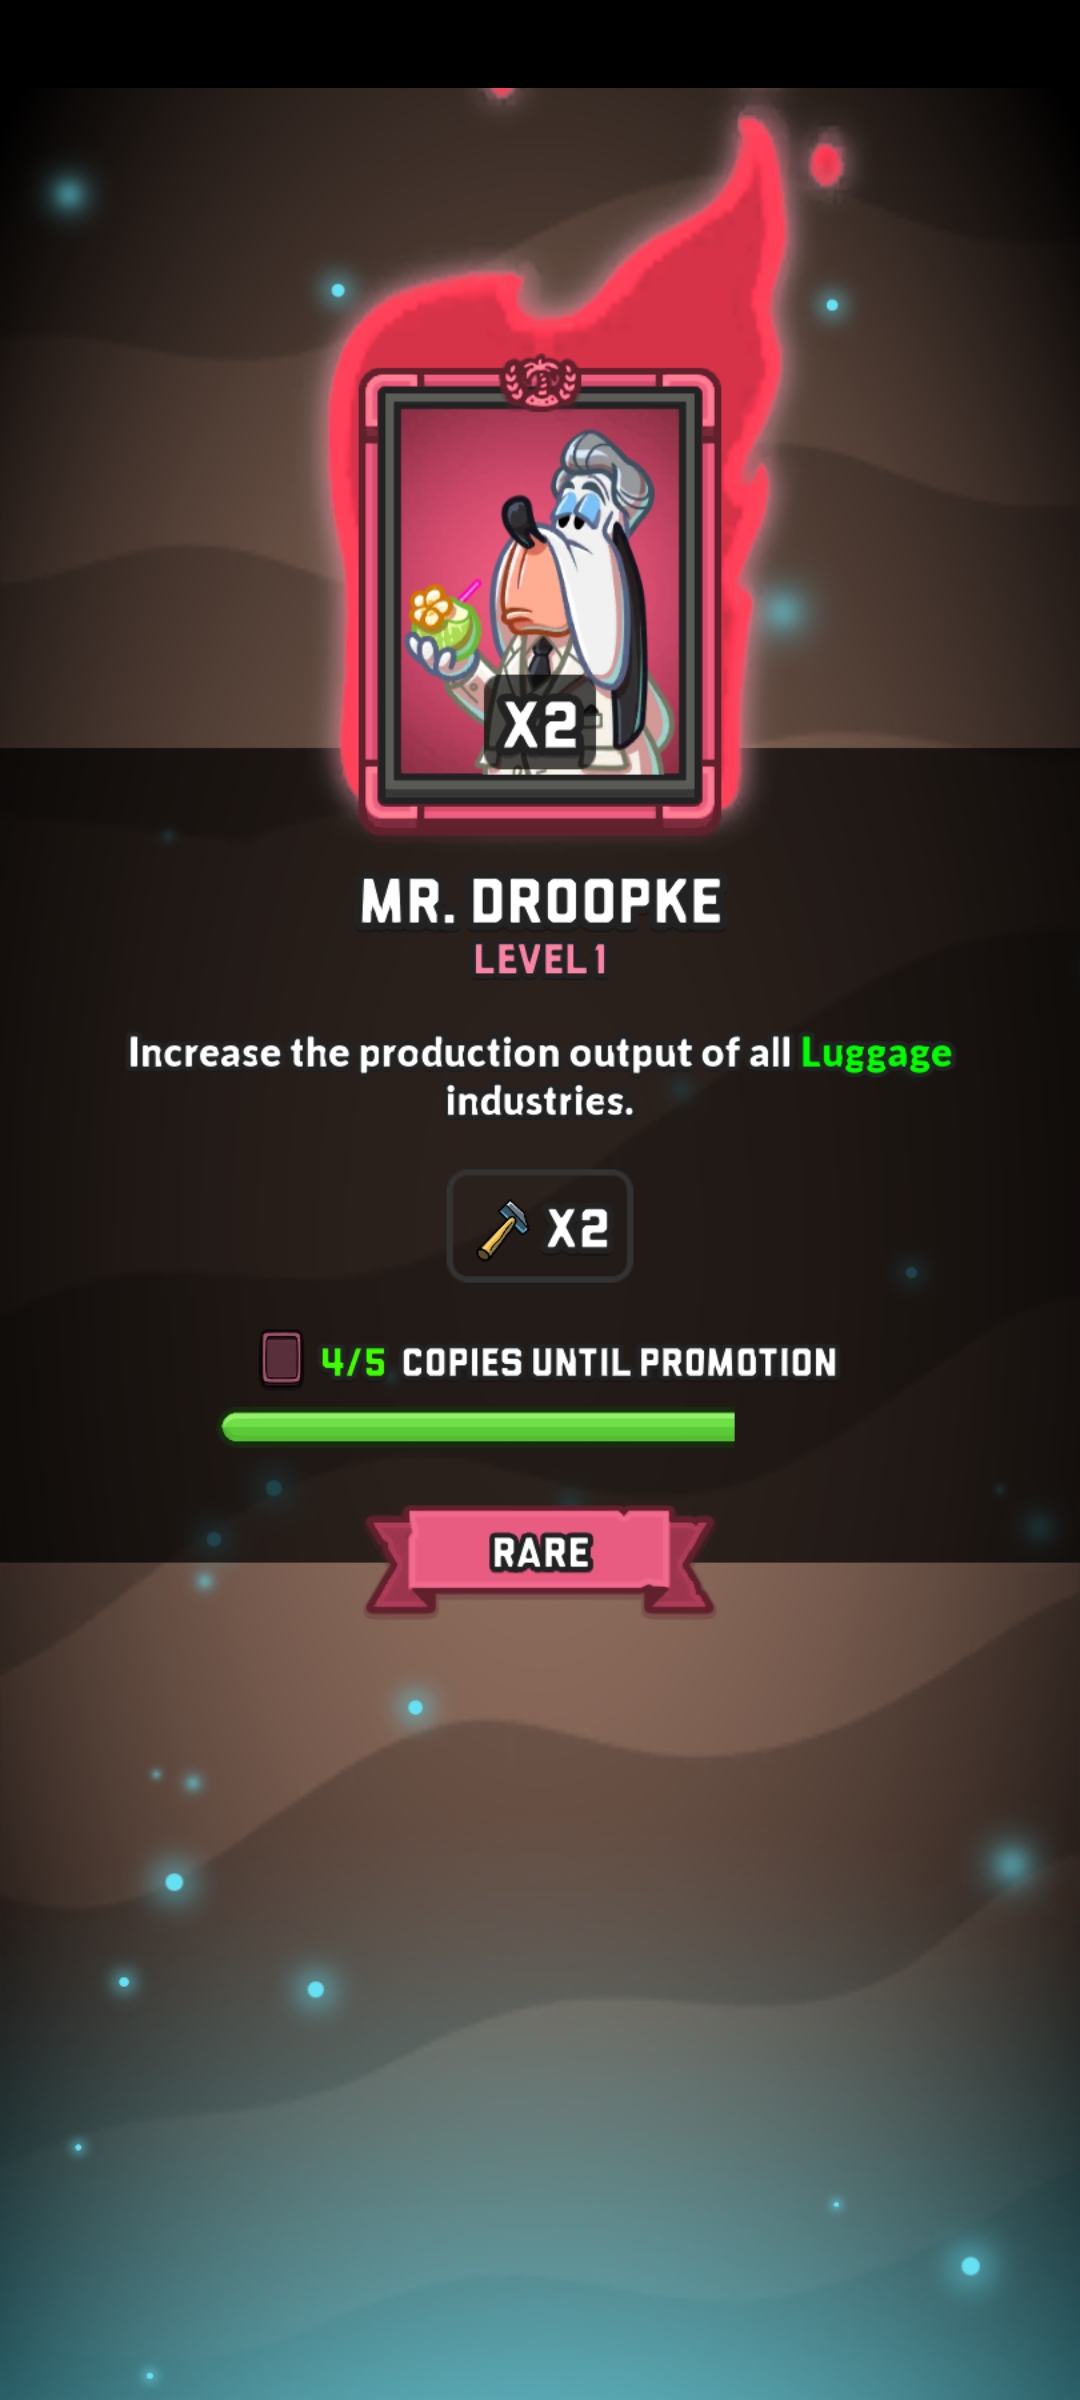 X2
MR. DROOPKE
LEVEL 1
Increase the production output of all Luggage
industries.
X2
4/5 COPIES UNTIL PROMOTION
RARE